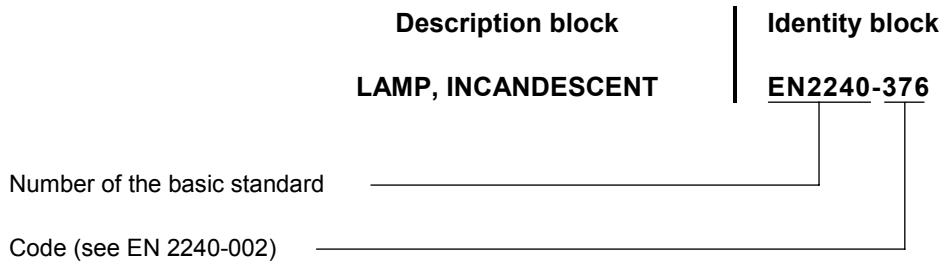 Description block Identity block
LAMP, INCANDESCENT EN2240-376
Number of the basic standard
Code (see EN 2240-002)